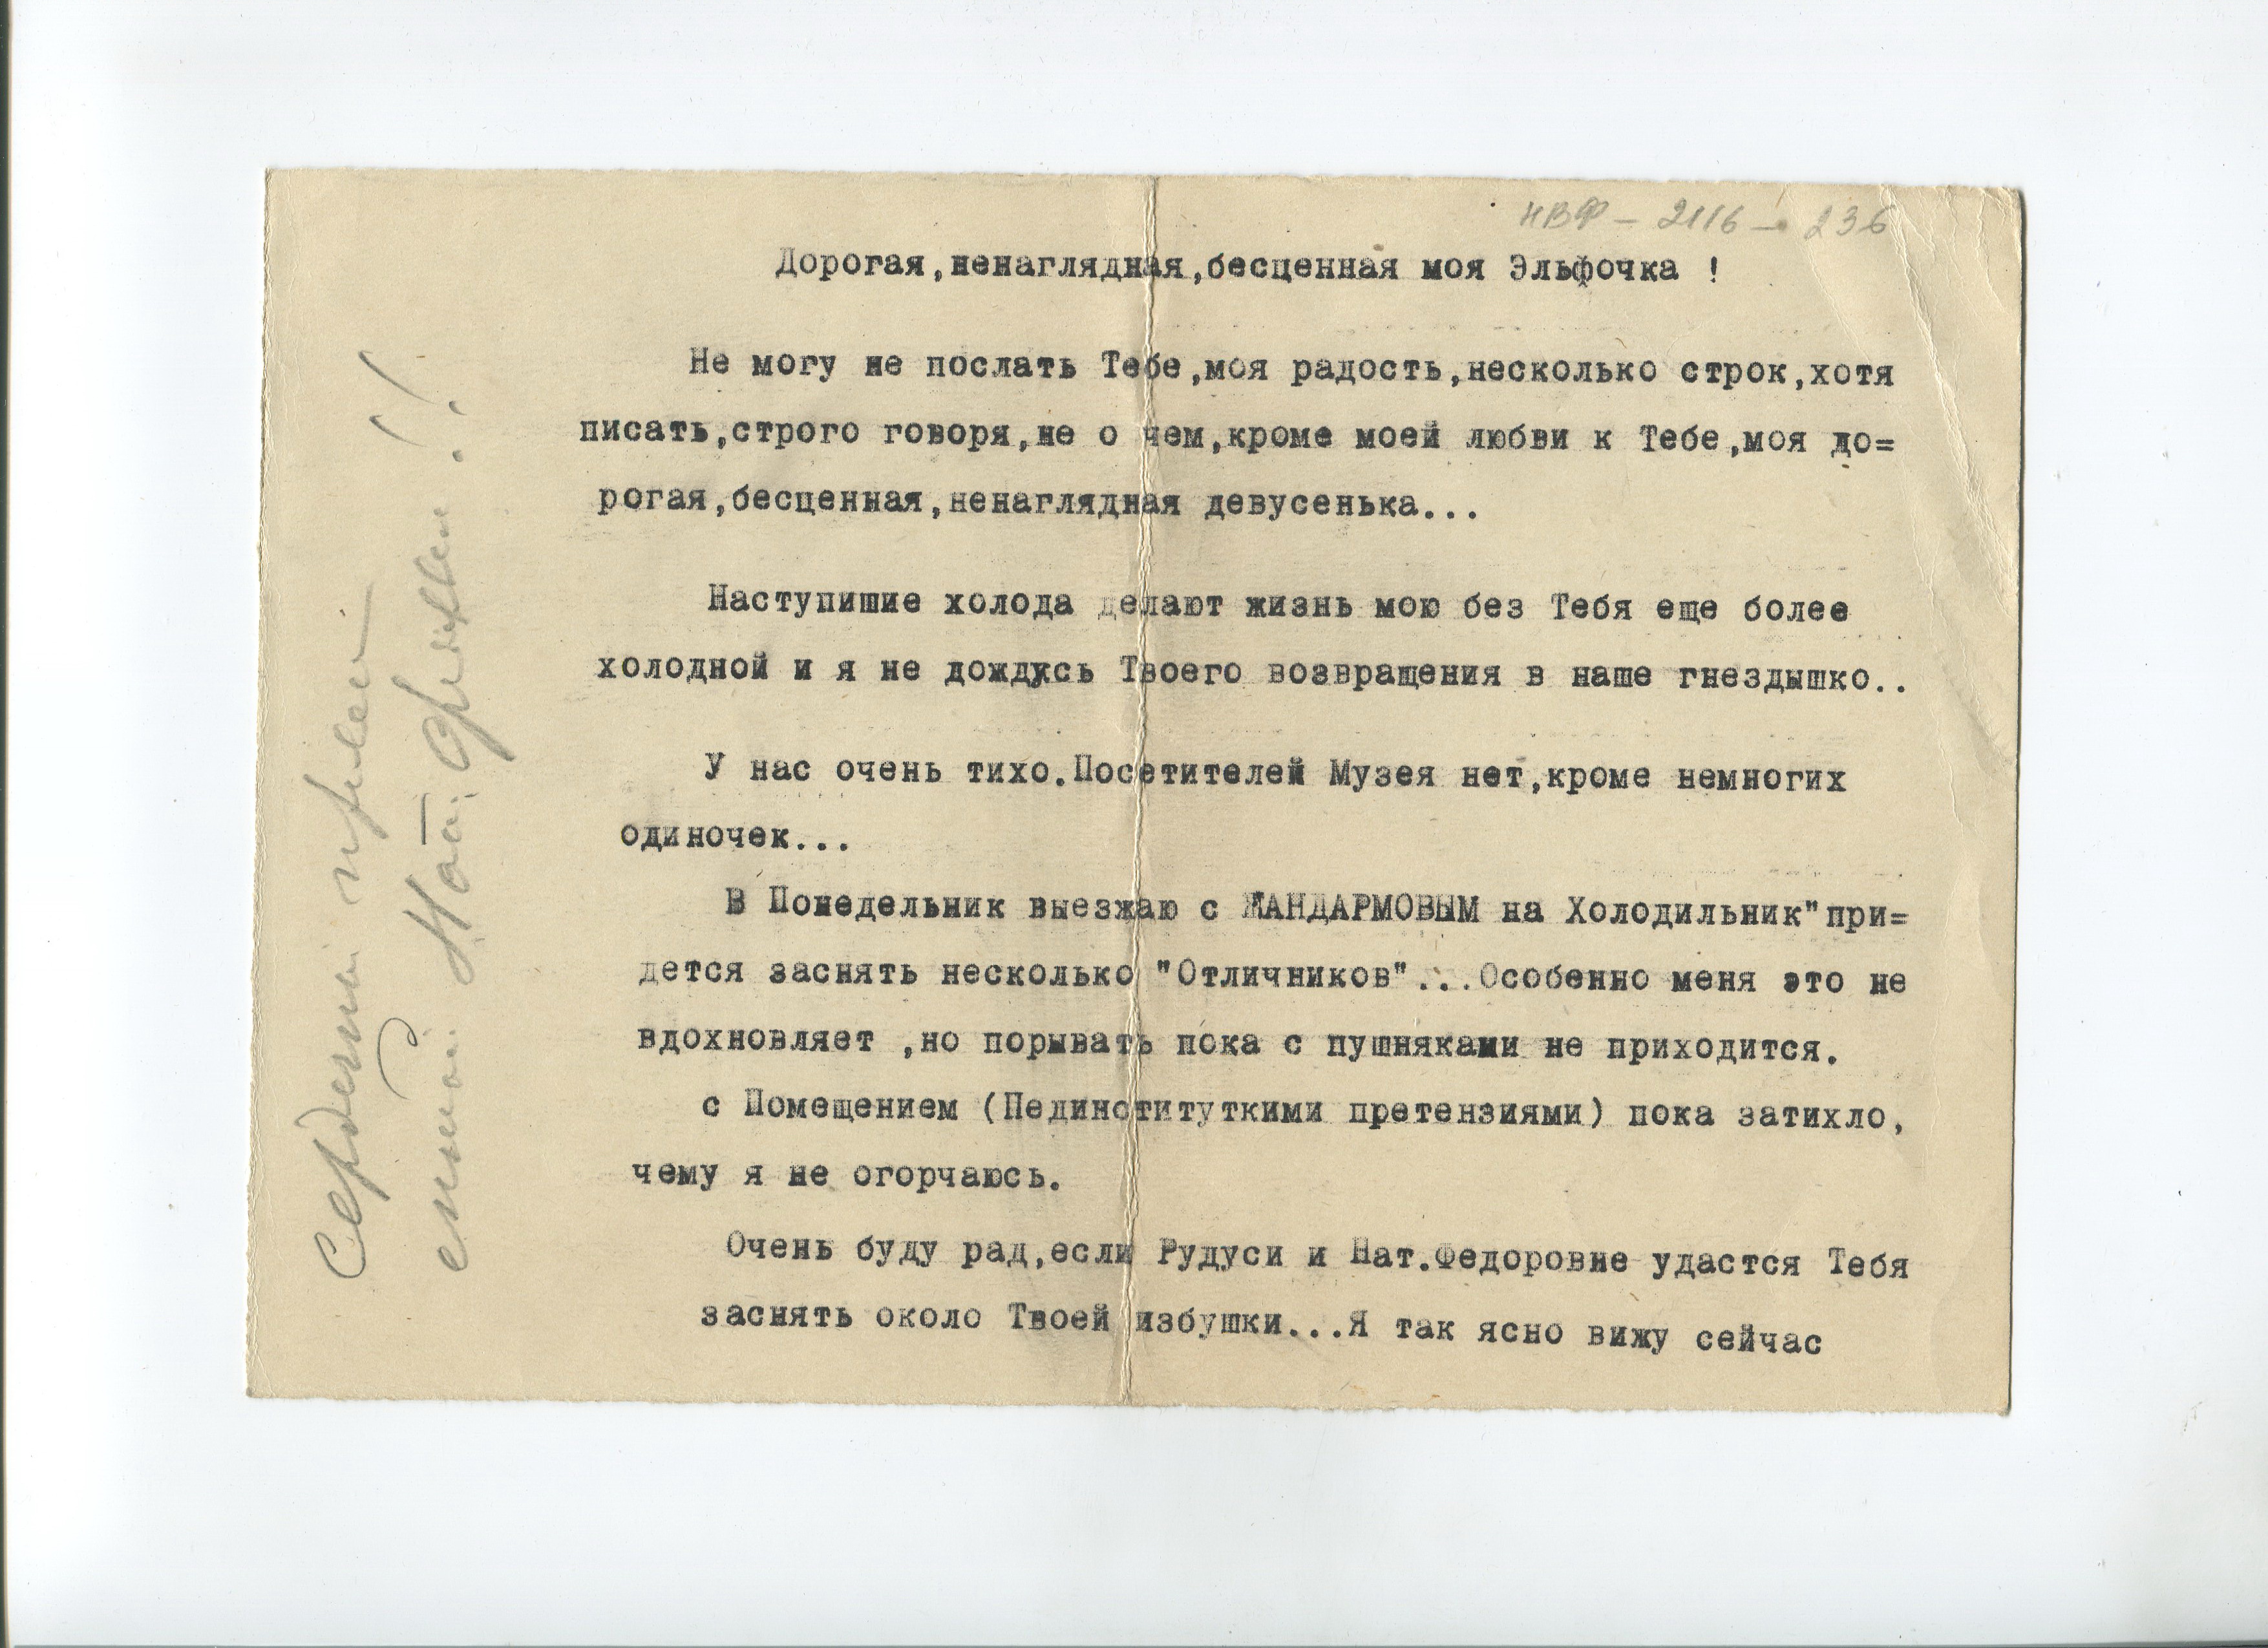 НВФ – 2116 – 236
Дорогая,ненаглядная,бесценная моя Эльфочка !
Не могу не послать Тебе,моя радость,несколько строк,хотя
писать,строго говоря,не о чем,кроме моей любви к Тебе,моя до=
рогая,бесценная,ненаглядная девусенька...
Наступишие холода делают жизнь мою без Тебя еще более
холодной и я не дождусь Твоего возвращения в наше гнездышко..
У нас очень тихо.Посетителей Музея нет,кроме немногих
одиночек...
В Понедельник выезжаю с ЖАНДАРМОВЫМ на Холодильник"при=
дется заснять несколько "Отличников"...Особенно меня это не
вдохновляет ,но порывать пока с пушняками не приходится.
с Помещением (Пединституткими претензиями) пока затихло,
чему я не огорчаюсь.
Очень буду рад,если Рудуси и Нат.Федоровне удастся Тебя
заснять около Твоей избушки...Я так ясно вижу сейчас
Сердечный привет
милой Нат.